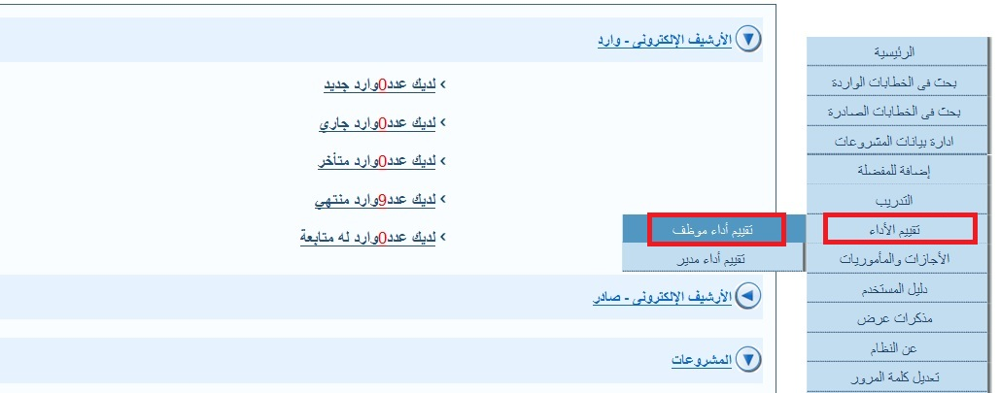 الرئيسية
بحث فى الخطابات الواردة
بحث فى الخطابات الصادرة
ادارة بيانات المشروعات
إضافة للمفضلة
التدريب
تقييم الأداء
الأجازات والمأموريات
دليل المستخدم
مذكرات عرض
عن النظام
تعديل كلمة المرور
تقييم أداء موظف
تقييم أداء مدير
الأرشيف الإلكترونى - وارد
› لديك عدد0وارد جديد
› لديك عدد0وارد جاري
› لديك عدد0وارد متأخر
› لديك عدد9وارد منتهي
› لديك عدد0وارد له متابعة
الأرشيف الإلكترونى - صادر
المشروعات